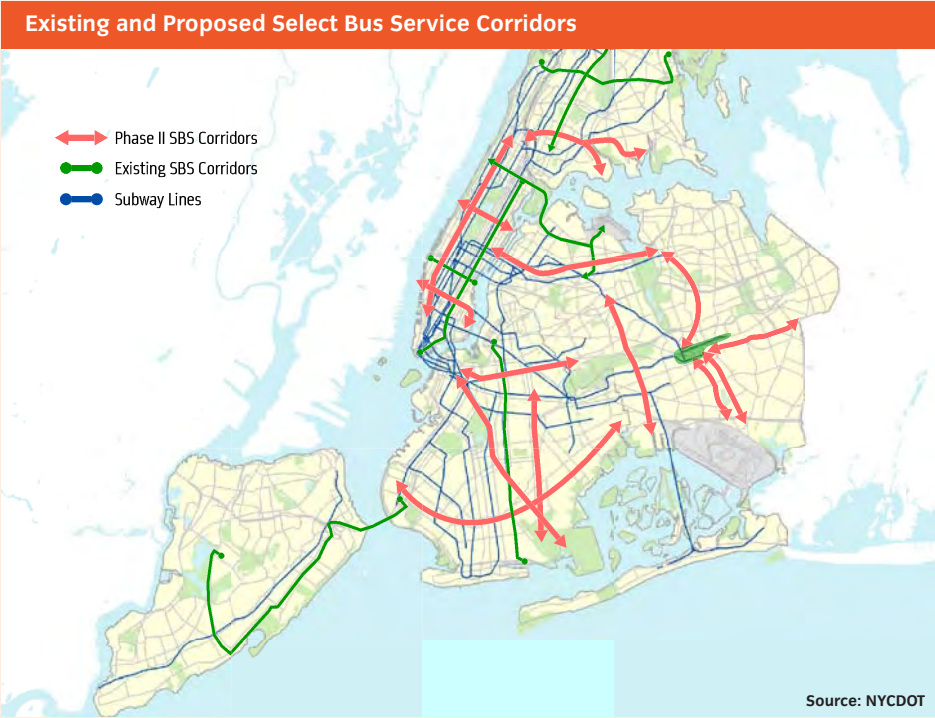 Existing and Proposed Select Bus Service Corridors
Phase II SBS Corridors
Existing SBS Corridors
Subway Lines
Source: NYCDOT